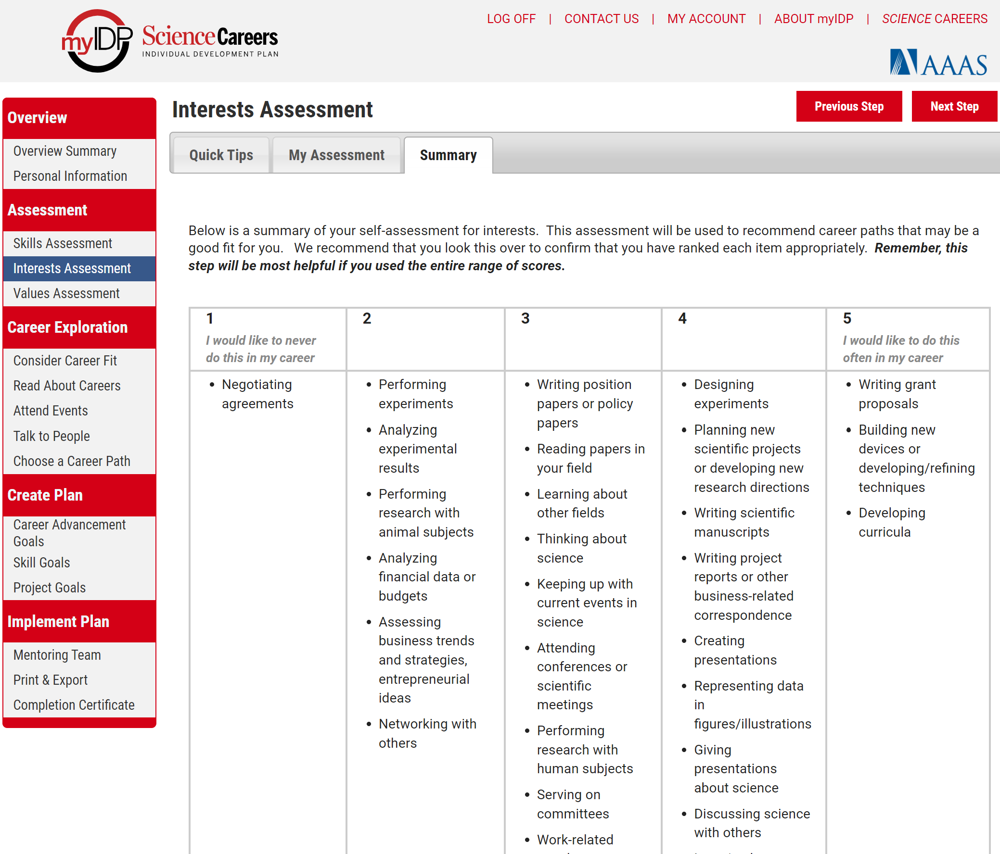 LOG OFF | CONTACT US | MY ACCOUNT | ABOUT myIDP | SCIENCE CAREERS
myIDP
Science Careers
INDIVIDUAL DEVELOPMENT PLAN
AAAS
Overview
Overview Summary
Personal Information
Assessment
Skills Assessment
Interests Assessment
Values Assessment
Career Exploration
Consider Career Fit
Read About Careers
Attend Events
Talk to People
Choose a Career Path
Create Plan
Career Advancement
Goals
Skill Goals
Project Goals
Implement Plan
Mentoring Team
Print & Export
Completion Certificate
Interests Assessment
Previous Step
Next Step
Quick Tips
My Assessment
Summary
Below is a summary of your self-assessment for interests. This assessment will be used to recommend career paths that may be a
good fit for you. We recommend that you look this over to confirm that you have ranked each item appropriately. Remember, this
step will be most helpful if you used the entire range of scores.
1
I would like to never
do this in my career
2
3
4
5
I would like to do this
often in my career
• Negotiating
agreements
• Performing
experiments
• Analyzing
experimental
results
• Performing
research with
animal subjects
• Analyzing
financial data or
budgets
• Assessing
business trends
and strategies,
entrepreneurial
ideas
• Networking with
others
• Writing position
papers or policy
papers
• Reading papers in
your field
• Learning about
other fields
• Thinking about
science
• Keeping up with
current events in
science
• Attending
conferences or
scientific
meetings
• Performing
research with
human subjects
• Serving on
committees
• Work-related
• Designing
experiments
• Planning new
scientific projects
or developing new
research directions
• Writing scientific
manuscripts
• Writing project
reports or other
business-related
correspondence
• Creating
presentations
• Representing data
in
figures/illustrations
• Giving
presentations
about science
• Discussing science
with others
• Writing grant
proposals
• Building new
devices or
developing/refining
techniques
• Developing
curricula